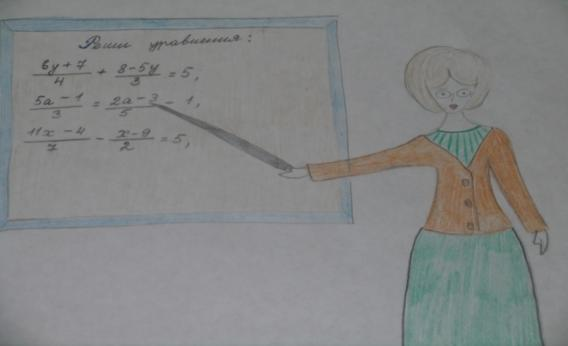 Реши уравнения:
6y + 7 / 4 + 8 - 5y / 3 = 5,
5a - 1 / 3 = 2a - 3 / 5 - 1,
11x - 4 / 7 - x - 9 / 2 = 5,